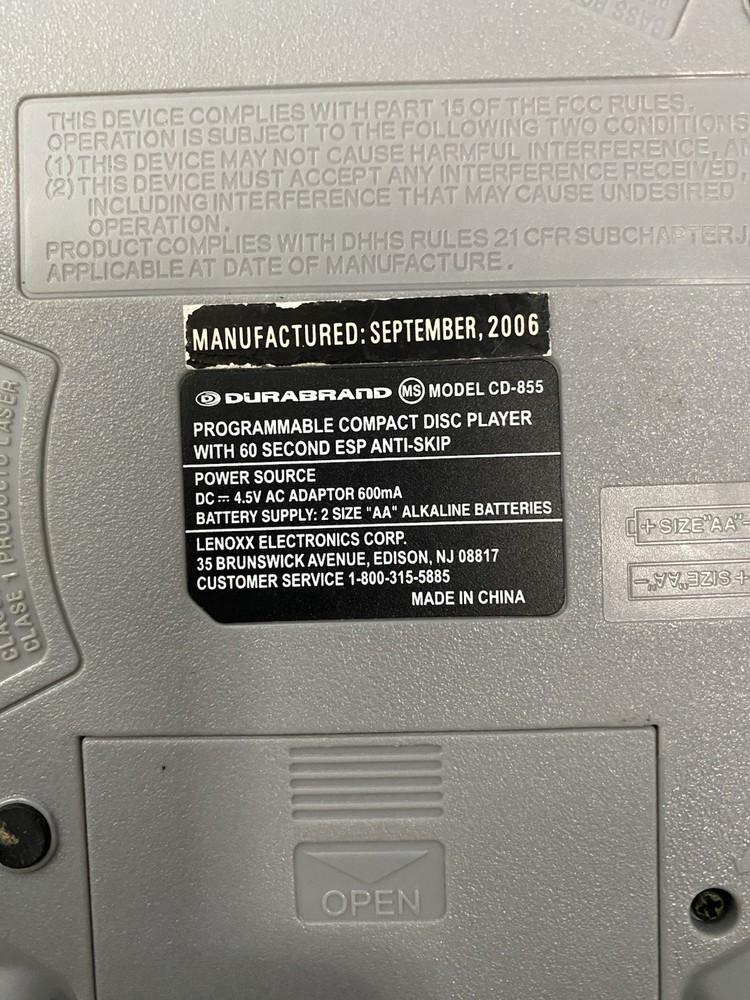 BASS BO
THIS DEVICE COMPLIES WITH PART 15 OF THE FCC RULES.
OPERATION IS SUBJECT TO THE FOLLOWING TWO CONDITIONS
(1) THIS DEVICE MAY NOT CAUSE HARMFUL INTERFERENCE, AN
(2) THIS DEVICE MUST ACCEPT ANY INTERFERENCE RECEIVED,
INCLUDING INTERFERENCE THAT MAY CAUSE UNDESIRED
OPERATION.
PRODUCT COMPLIES WITH DHHS RULES 21 CFR SUBCHAPTER J
APPLICABLE AT DATE OF MANUFACTURE.
MANUFACTURED: SEPTEMBER, 2006
D DURABRAND MS MODEL CD-855
PROGRAMMABLE COMPACT DISC PLAYER
WITH 60 SECOND ESP ANTI-SKIP
POWER SOURCE
DC ⎓ 4.5V AC ADAPTOR 600mA
BATTERY SUPPLY: 2 SIZE "AA" ALKALINE BATTERIES
LENOXX ELECTRONICS CORP.
35 BRUNSWICK AVENUE, EDISON, NJ 08817
CUSTOMER SERVICE 1-800-315-5885
MADE IN CHINA
CLASE 1 PRODUCTO LASER
+ SIZE"AA"
+ SIZE"AA" -
OPEN